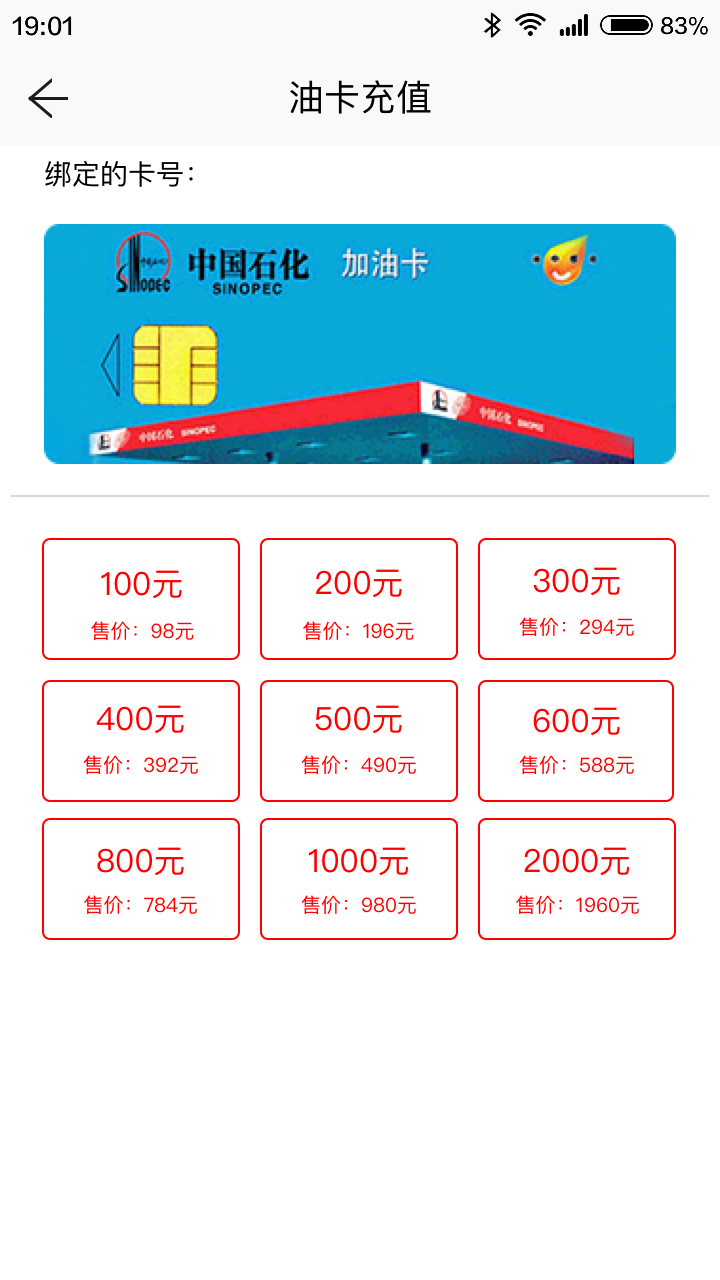 19:01
83%
油卡充值
绑定的卡号：
SINOPEC
中国石化
SINOPEC
加油卡
中国石化 SINOPEC
中国石化 SINOPEC
100元
200元
300元
售价：98元
售价：196元
售价：294元
400元
500元
600元
售价：392元
售价：490元
售价：588元
800元
1000元
2000元
售价：784元
售价：980元
售价：1960元